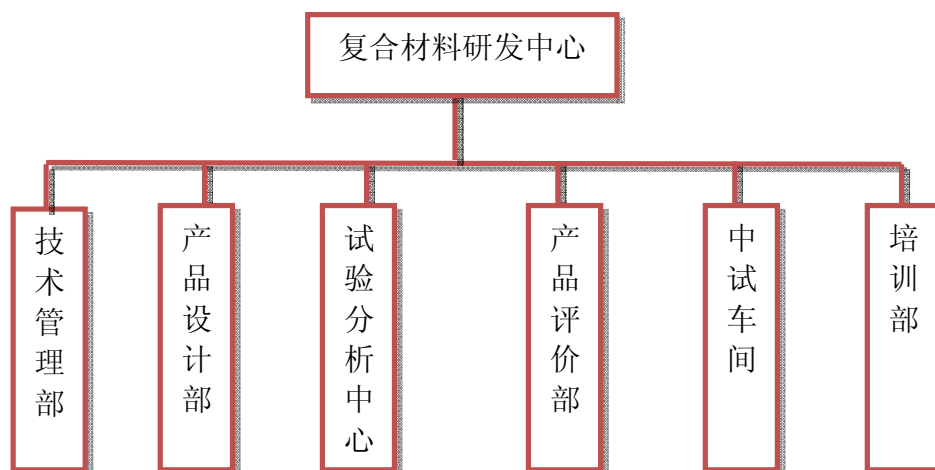 复合材料研发中心
技术管理部
产品设计部
试验分析中心
产品评价部
中试车间
培训部